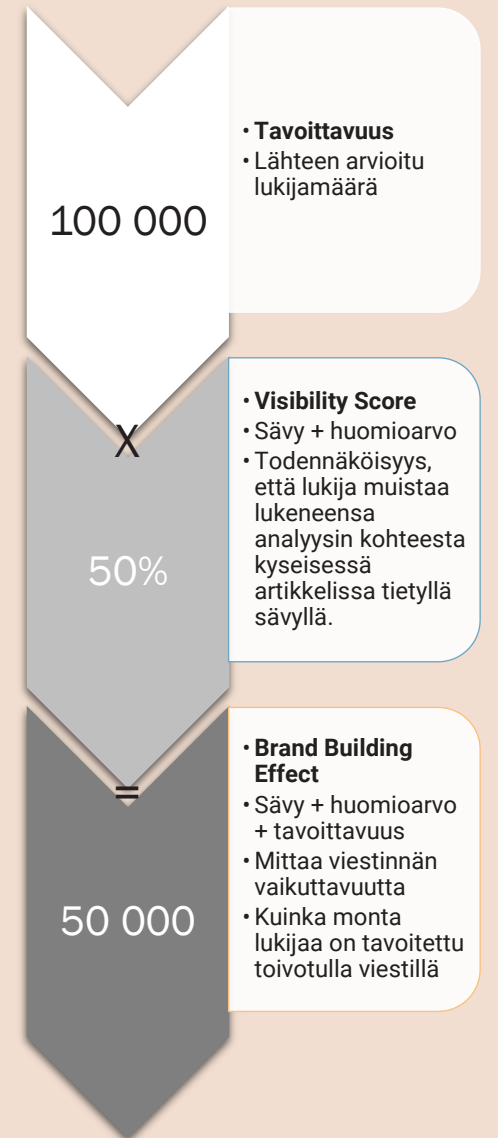 100 000
• Tavoittavuus
• Lähteen arvioitu
lukijamäärä
X
50%
• Visibility Score
• Sävy + huomioarvo
• Todennäköisyys,
että lukija muistaa
lukeneensa
analyysin kohteesta
kyseisessä
artikkelissa tietyllä
sävyllä.
=
50 000
• Brand Building
Effect
• Sävy + huomioarvo
+ tavoittavuus
• Mittaa viestinnän
vaikuttavuutta
• Kuinka monta
lukijaa on tavoitettu
toivotulla viestillä